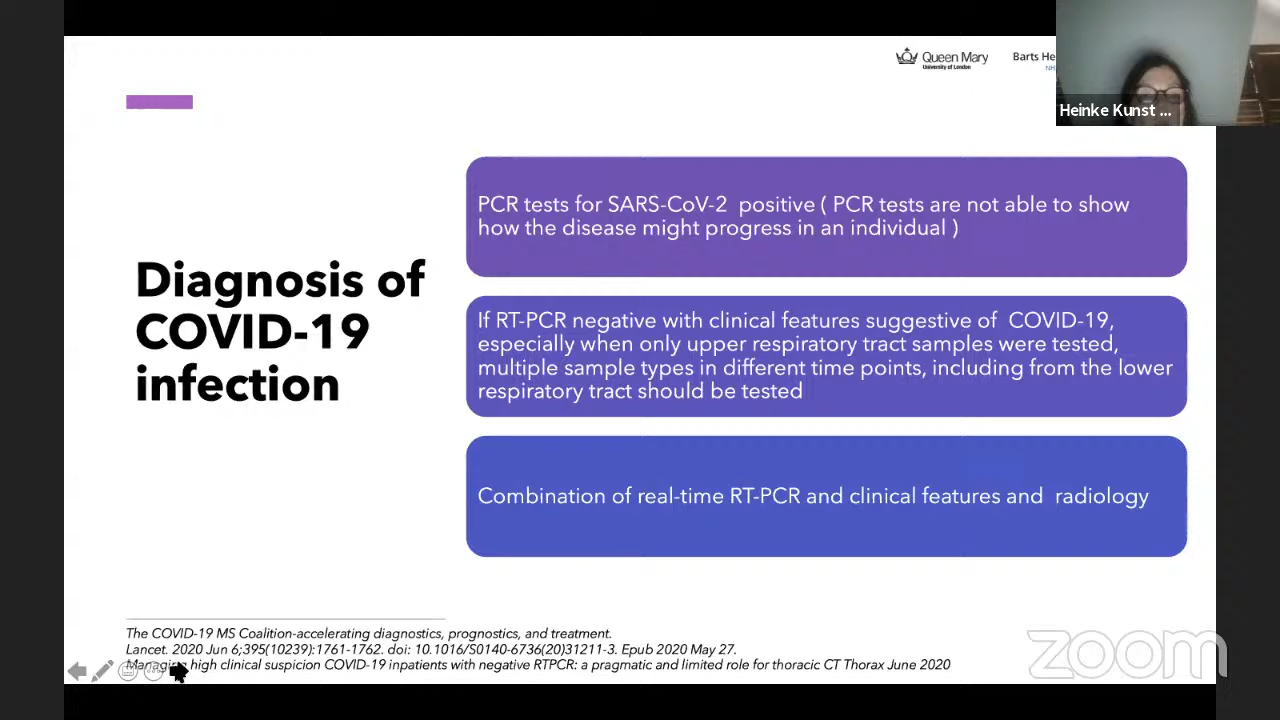 Queen Mary
University of London
Barts He
NH
Heinke Kunst ...
PCR tests for SARS-CoV-2 positive ( PCR tests are not able to show
how the disease might progress in an individual )
Diagnosis of
COVID-19
infection
If RT-PCR negative with clinical features suggestive of COVID-19,
especially when only upper respiratory tract samples were tested,
multiple sample types in different time points, including from the lower
respiratory tract should be tested
Combination of real-time RT-PCR and clinical features and radiology
The COVID-19 MS Coalition-accelerating diagnostics, prognostics, and treatment.
Lancet. 2020 Jun 6;395(10239):1761-1762. doi: 10.1016/S0140-6736(20)31211-3. Epub 2020 May 27.
Managing high clinical suspicion COVID-19 inpatients with negative RTPCR: a pragmatic and limited role for thoracic CT Thorax June 2020
zoom